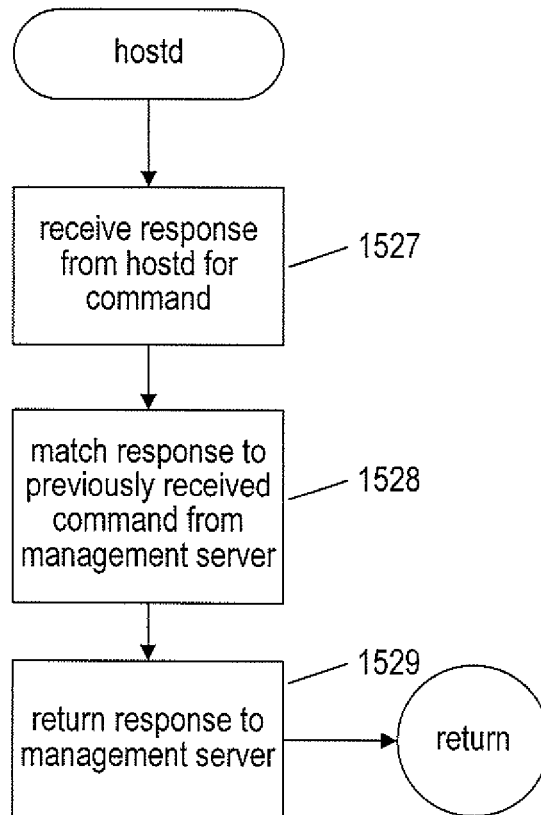 hostd
receive response
from hostd for
command
1527
match response to
previously received
command from
management server
1528
return response to
management server
1529
return